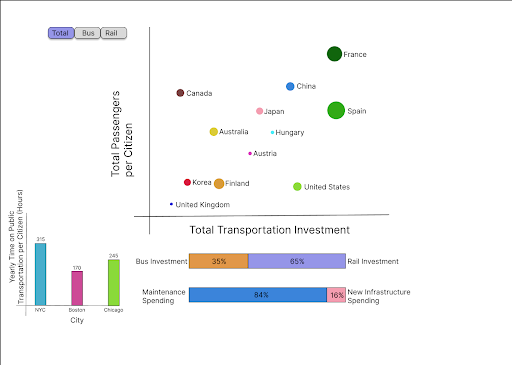 Total Bus Rail
France
China
Canada
Japan
Spain
Australia
Hungary
Austria
Korea
Finland
United States
United Kingdom
Total Passengers
per Citizen
Total Transportation Investment
Yearly Time on Public
Transportation per Citizen (Hours)
315
170
245
NYC
Boston
Chicago
City
Bus Investment
35%
65%
Rail Investment
Maintenance
Spending
84%
16%
New Infrastructure
Spending